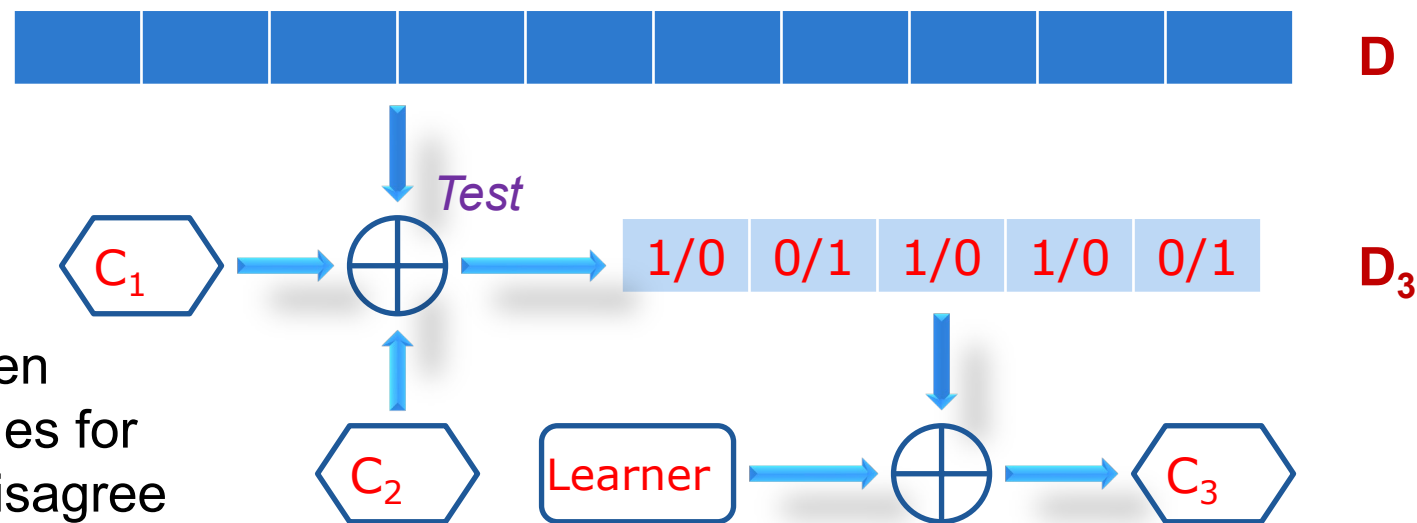 D
Test
C₁
1/0 0/1 1/0 1/0 0/1
D₃
es for
isagree
C₂
Learner
C₃